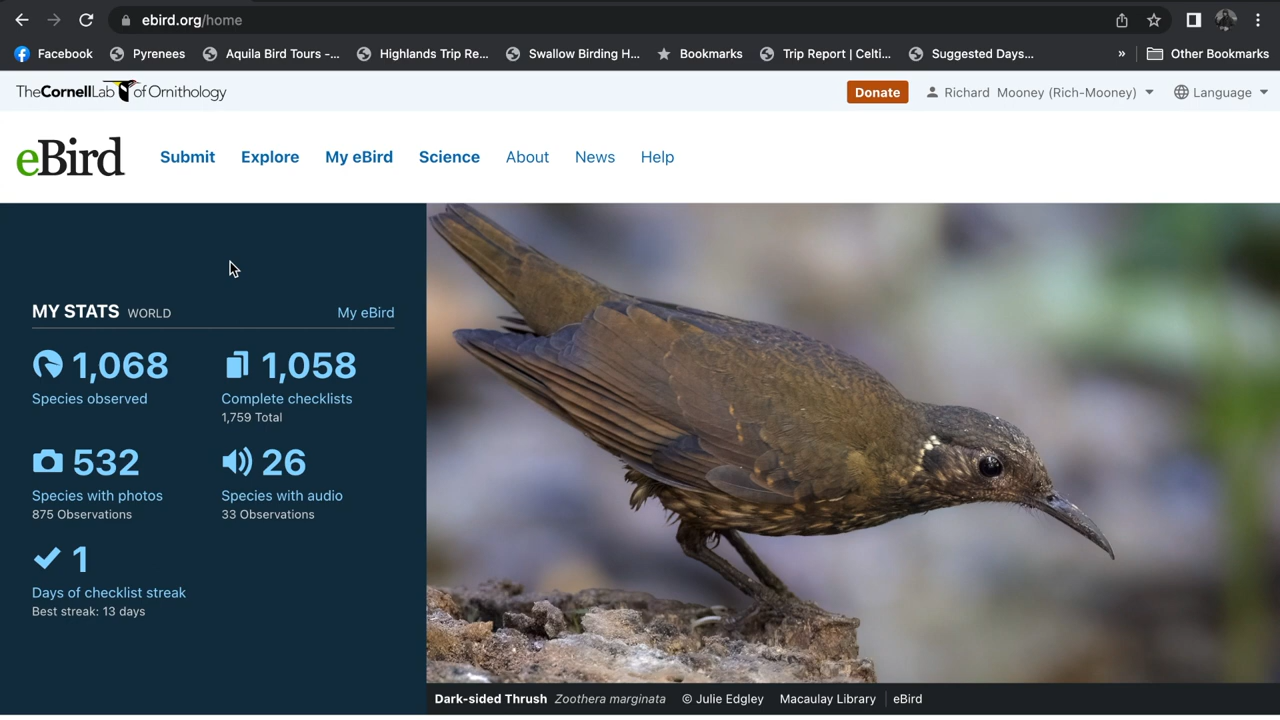 ebird.org/home
Facebook Pyrenees Aquila Bird Tours -... Highlands Trip Re... Swallow Birding H... Bookmarks Trip Report | Celti... Suggested Days... » Other Bookmarks
TheCornellLab of Ornithology Donate Richard Mooney (Rich-Mooney) Language
eBird Submit Explore My eBird Science About News Help
MY STATS WORLD My eBird
1,068 1,058
Species observed Complete checklists
1,759 Total
532 26
Species with photos Species with audio
875 Observations 33 Observations
1
Days of checklist streak
Best streak: 13 days
Dark-sided Thrush Zoothera marginata © Julie Edgley Macaulay Library eBird